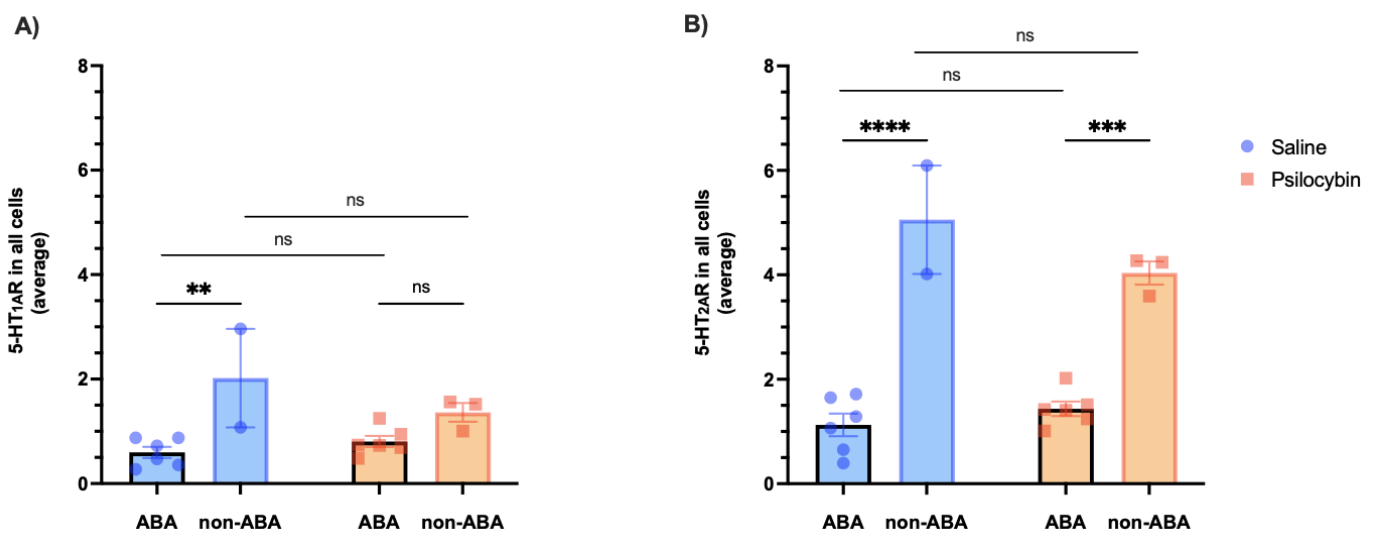 A)
8
6
4
2
0
5-HT1AR in all cells
(average)
ns
ns
**
ns
ABA
non-ABA
ABA
non-ABA
B)
8
6
4
2
0
5-HT2AR in all cells
(average)
ns
ns
****
***
ABA
non-ABA
ABA
non-ABA
Saline
Psilocybin